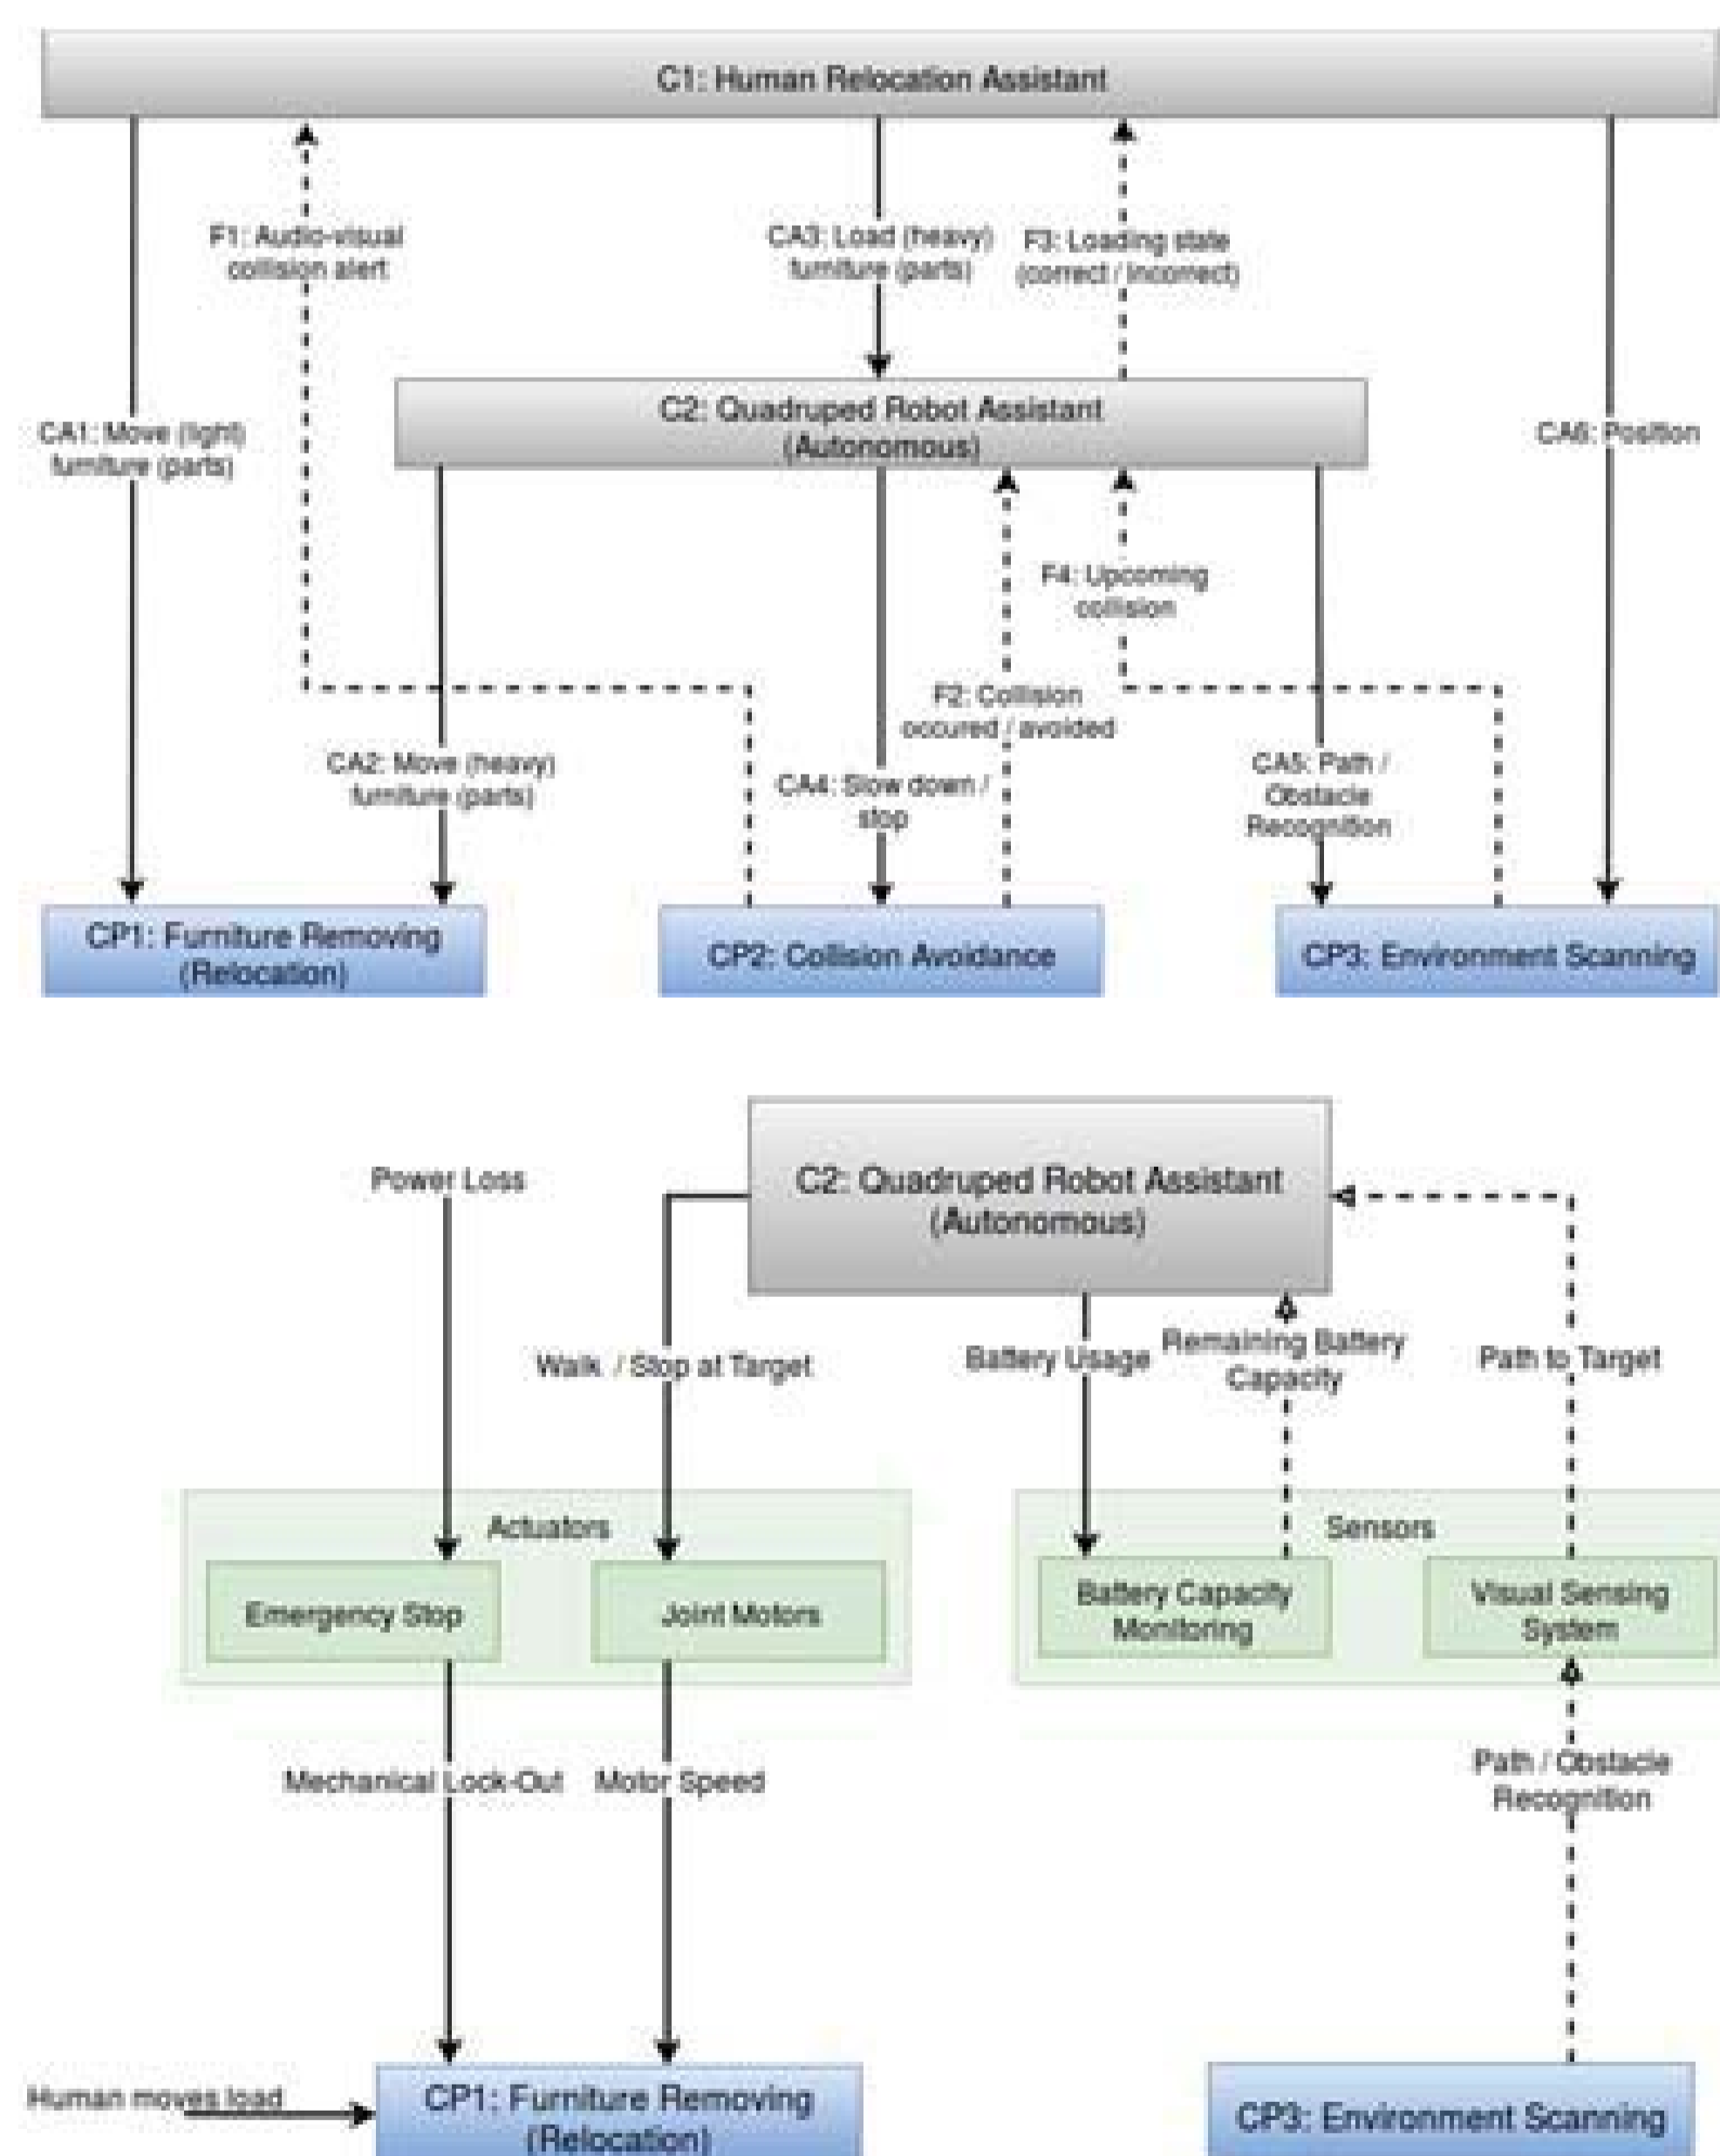 C1: Human Relocation Assistant
F1: Audio-visual
collision alert
CA3: Load (heavy)
furniture (parts)
F3: Loading state
(correct / incorrect)
CA1: Move (light)
furniture (parts)
C2: Quadruped Robot Assistant
(Autonomous)
CA6: Position
F4: Upcoming
collision
F2: Collision
occured / avoided
CA2: Move (heavy)
furniture (parts)
CA4: Slow down /
stop
CA5: Path /
Obstacle
Recognition
CP1: Furniture Removing
(Relocation)
CP2: Collision Avoidance
CP3: Environment Scanning
Power Loss
C2: Quadruped Robot Assistant
(Autonomous)
Walk / Stop at Target
Battery Usage
Remaining Battery
Capacity
Path to Target
Actuators
Sensors
Emergency Stop
Joint Motors
Battery Capacity
Monitoring
Visual Sensing
System
Mechanical Lock-Out
Motor Speed
Path / Obstacle
Recognition
Human moves load
CP1: Furniture Removing
(Relocation)
CP3: Environment Scanning